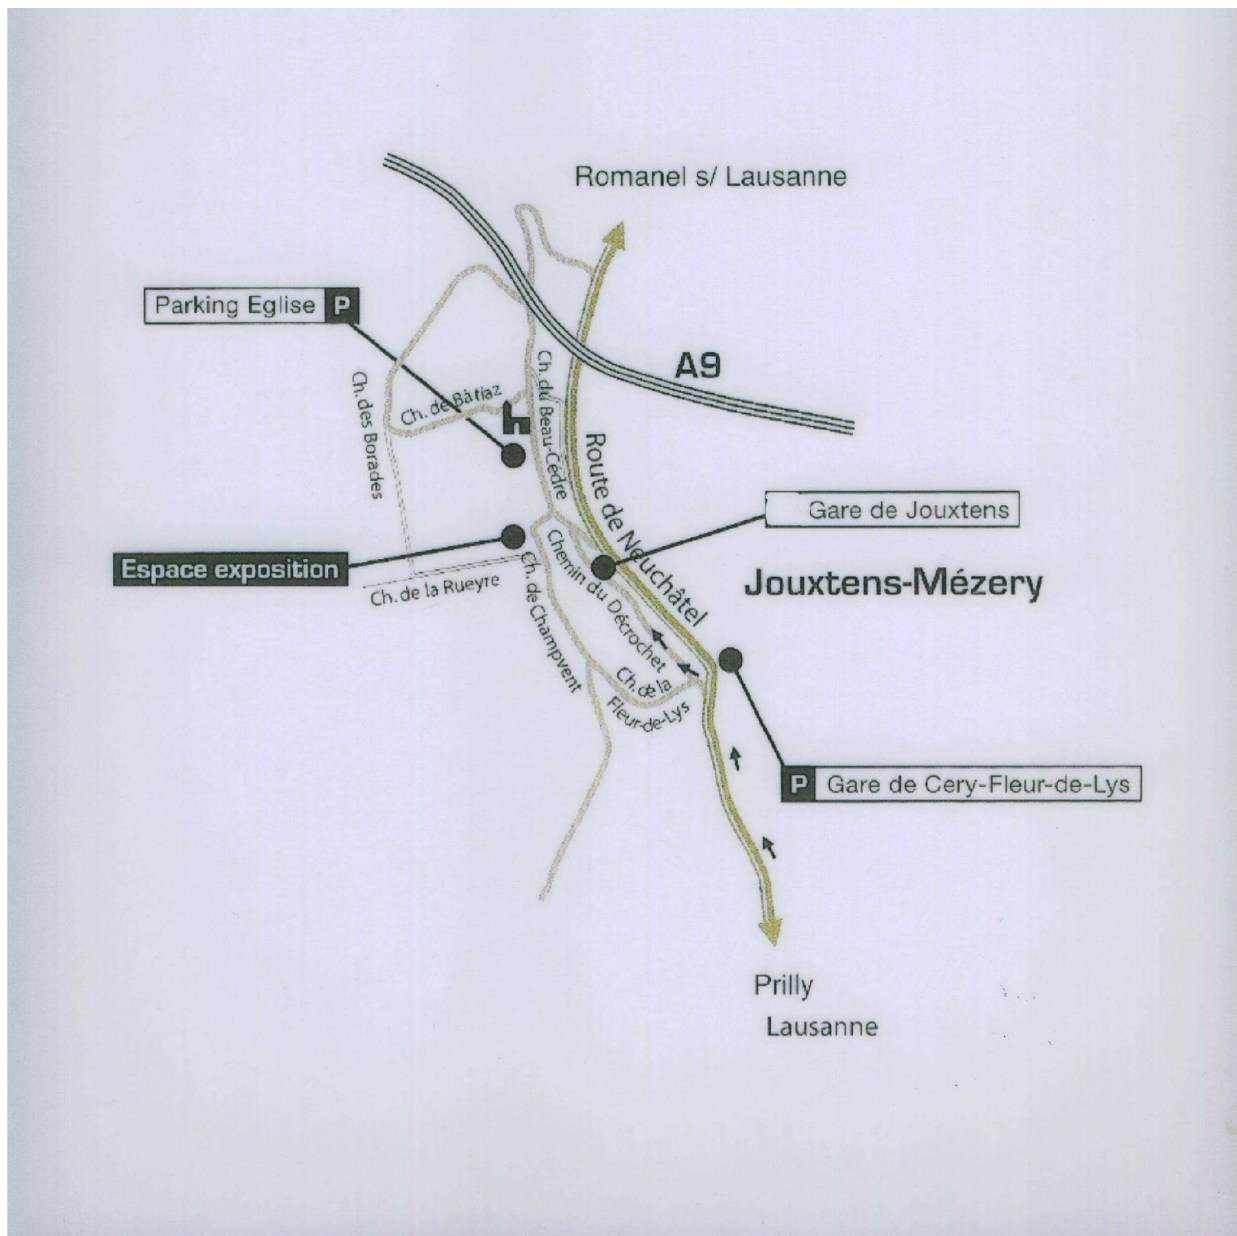 Romanel s/ Lausanne
Parking Eglise P
A9
Ch. du Beau-Cèdre
Ch. de Bâtiaz
Ch. des Borades
Route de Neuchâtel
Gare de Jouxtens
Espace exposition
Ch. de la Rueyre
Ch. de Champvent
Chemin du Décrochet
Jouxtens-Mézery
Ch. de la
Fleur-de-Lys
P Gare de Cery-Fleur-de-Lys
Prilly
Lausanne